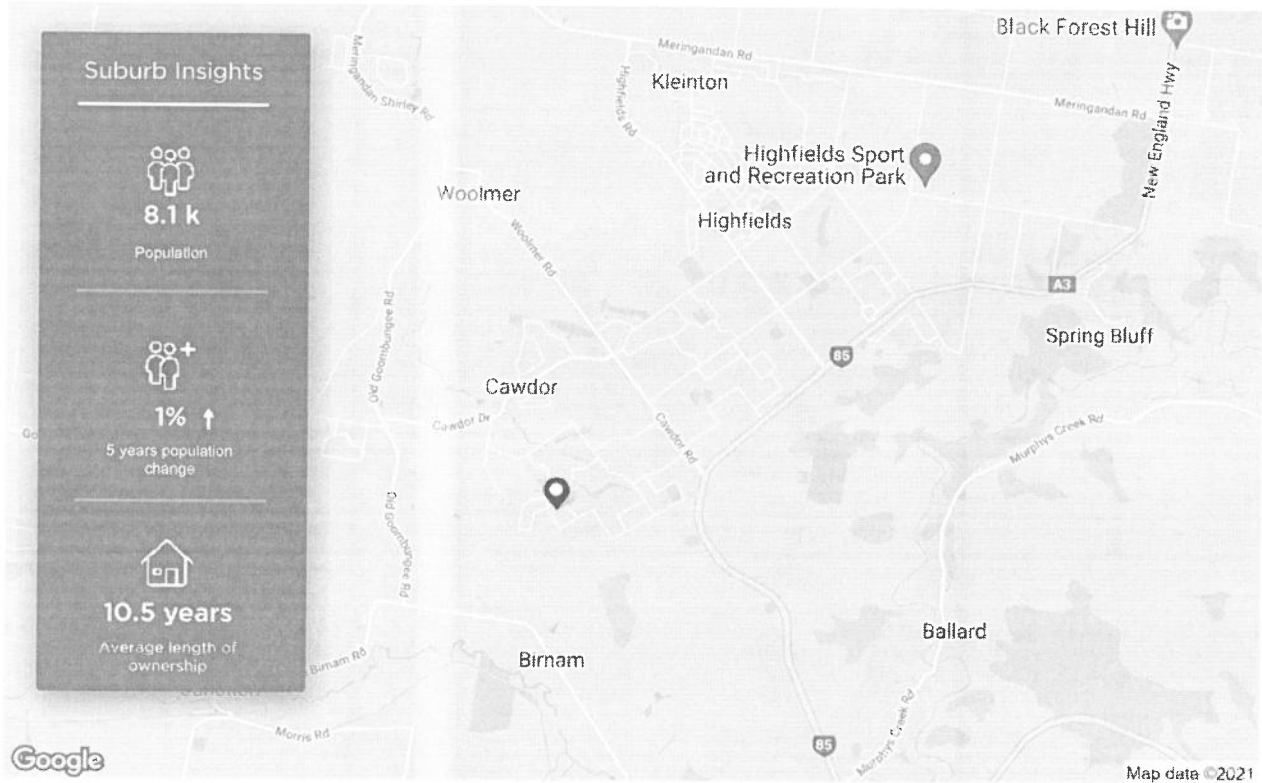 Suburb Insights
8.1 k
Population
1%
5 years population
change
10.5 years
Average length of
ownership
Black Forest Hill
Meringandan Rd
Kleinton
Meringandan Shirley Rd
Highfields Rd
Meringandan Rd
New England Hwy
Highfields Sport
and Recreation Park
Woolmer
Highfields
Woolmer Rd
A3
Old Goombungee Rd
Spring Bluff
85
Cawdor
Cawdor Dr
Cawdor Rd
Murphys Creek Rd
Old Goombungee Rd
Ballard
Birnam
Birnam Rd
Morris Rd
Murphys Creek Rd
85
Google
Map data ©2021